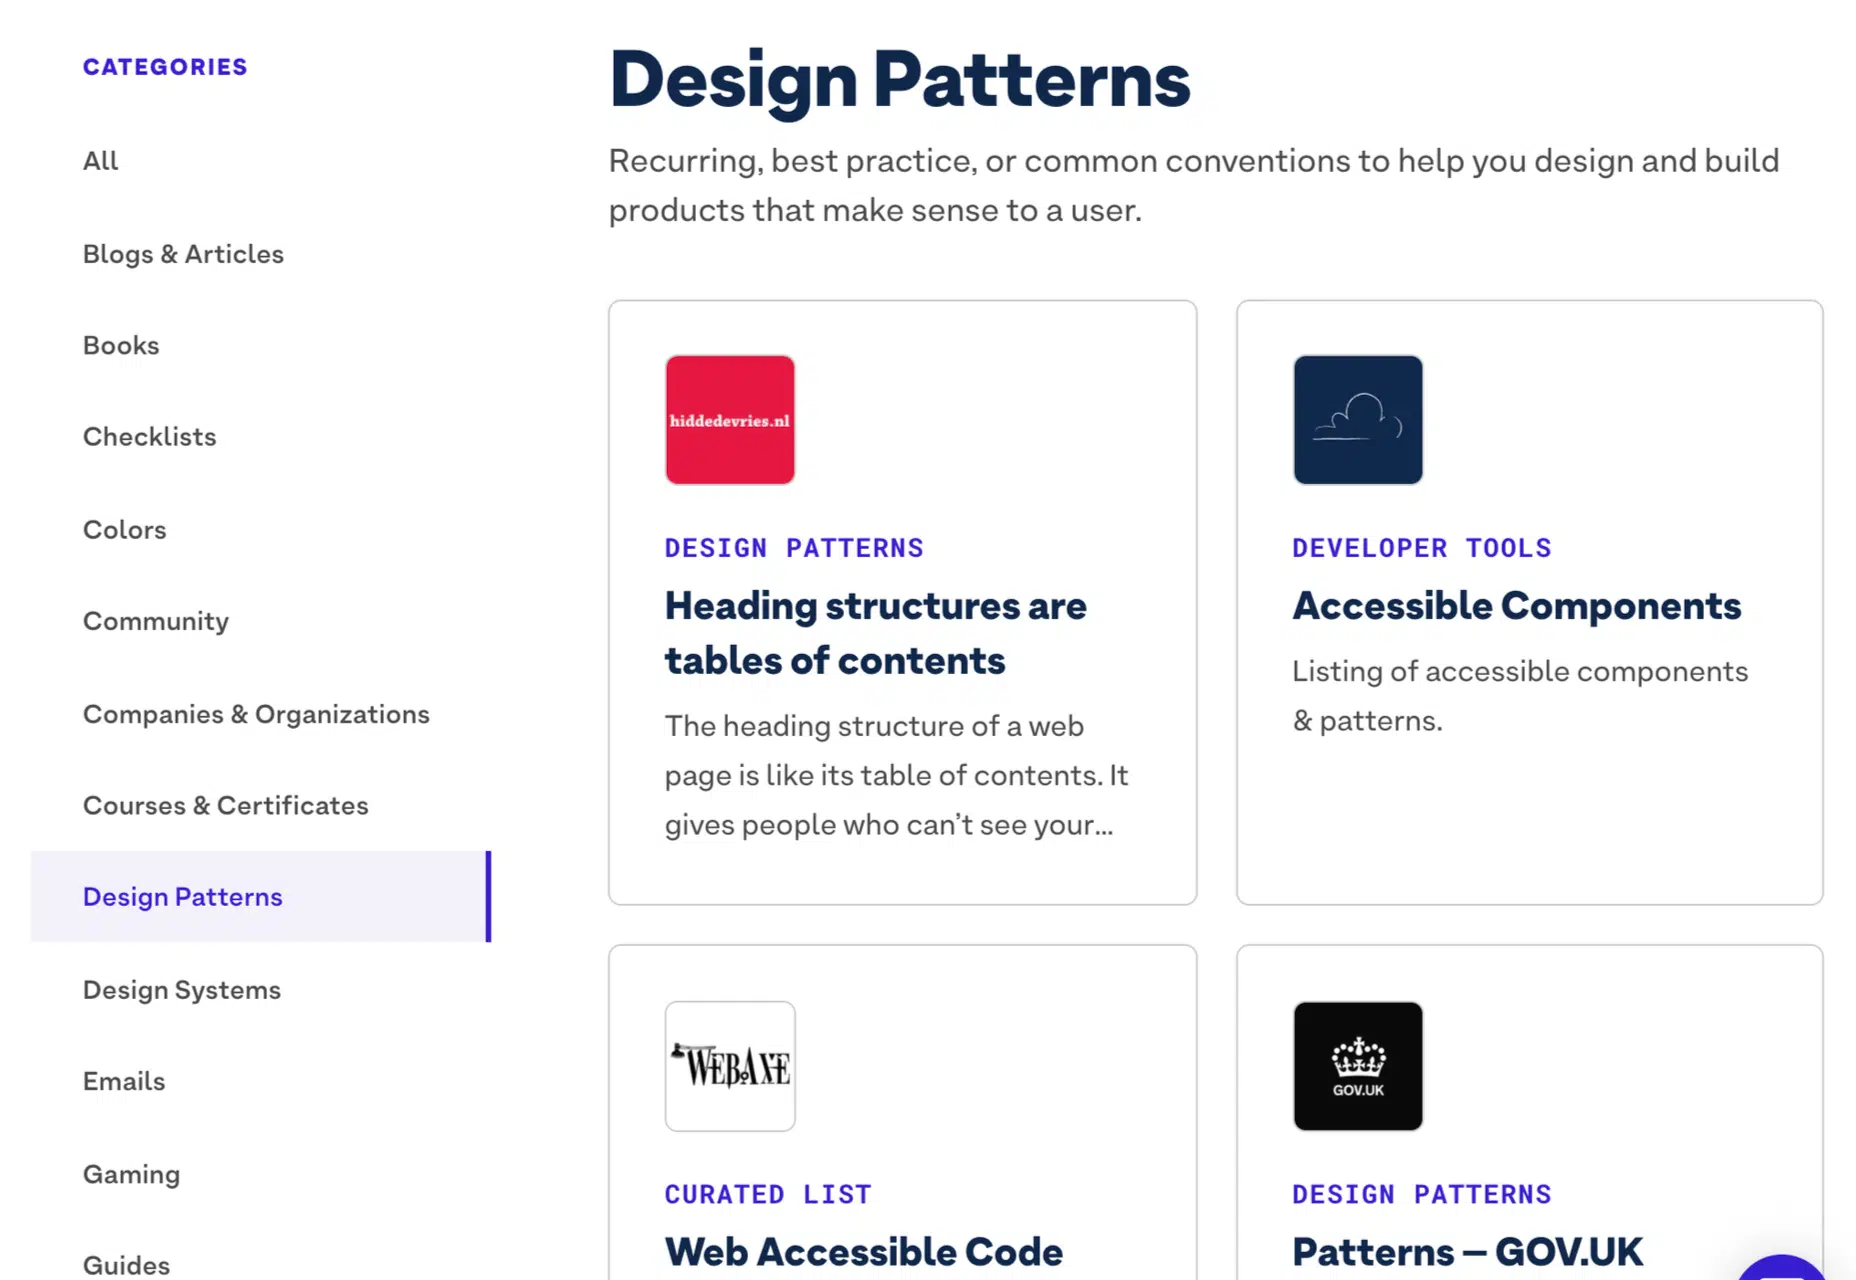 CATEGORIES
All
Blogs & Articles
Books
Checklists
Colors
Community
Companies & Organizations
Courses & Certificates
Design Patterns
Design Systems
Emails
Gaming
Guides
Design Patterns
Recurring, best practice, or common conventions to help you design and build
products that make sense to a user.
hiddedevries.nl
DESIGN PATTERNS
Heading structures are
tables of contents
The heading structure of a web
page is like its table of contents. It
gives people who can’t see your...
DEVELOPER TOOLS
Accessible Components
Listing of accessible components
& patterns.
WEBAXE
CURATED LIST
Web Accessible Code
GOV.UK
DESIGN PATTERNS
Patterns – GOV.UK